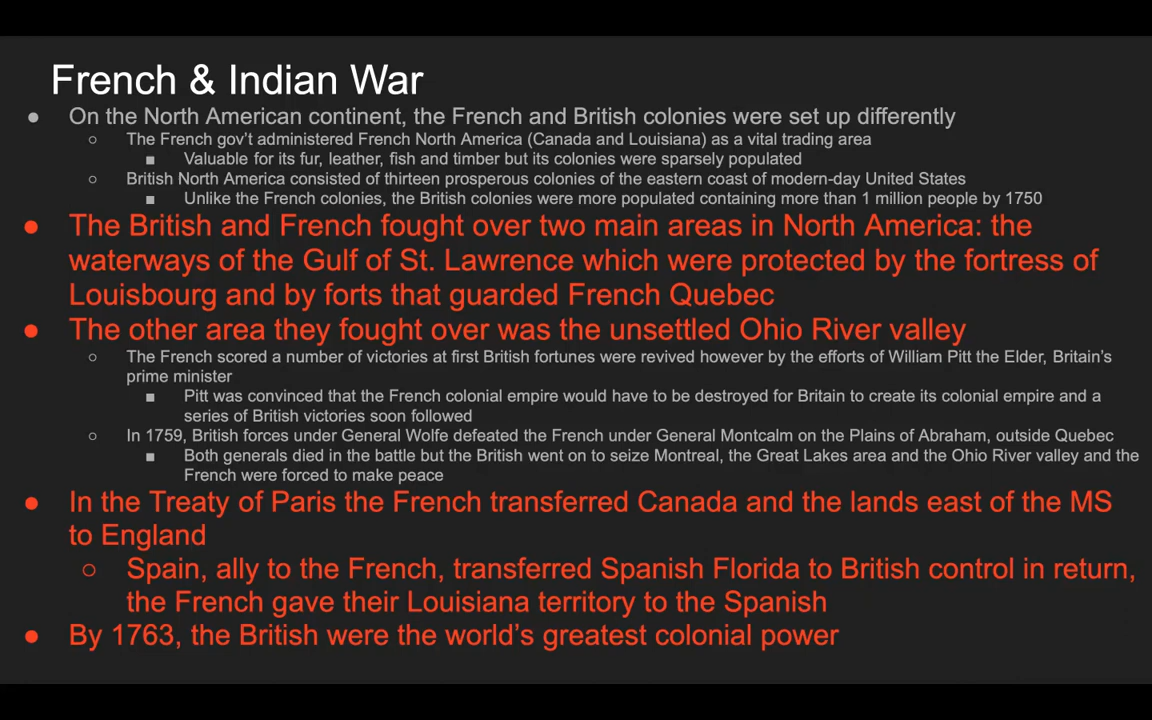 French & Indian War
● On the North American continent, the French and British colonies were set up differently
○ The French gov't administered French North America (Canada and Louisiana) as a vital trading area
■ Valuable for its fur, leather, fish and timber but its colonies were sparsely populated
○ British North America consisted of thirteen prosperous colonies of the eastern coast of modern-day United States
■ Unlike the French colonies, the British colonies were more populated containing more than 1 million people by 1750
● The British and French fought over two main areas in North America: the
waterways of the Gulf of St. Lawrence which were protected by the fortress of
Louisbourg and by forts that guarded French Quebec
● The other area they fought over was the unsettled Ohio River valley
○ The French scored a number of victories at first British fortunes were revived however by the efforts of William Pitt the Elder, Britain's
prime minister
■ Pitt was convinced that the French colonial empire would have to be destroyed for Britain to create its colonial empire and a
series of British victories soon followed
○ In 1759, British forces under General Wolfe defeated the French under General Montcalm on the Plains of Abraham, outside Quebec
■ Both generals died in the battle but the British went on to seize Montreal, the Great Lakes area and the Ohio River valley and the
French were forced to make peace
● In the Treaty of Paris the French transferred Canada and the lands east of the MS
to England
○ Spain, ally to the French, transferred Spanish Florida to British control in return,
the French gave their Louisiana territory to the Spanish
● By 1763, the British were the world's greatest colonial power